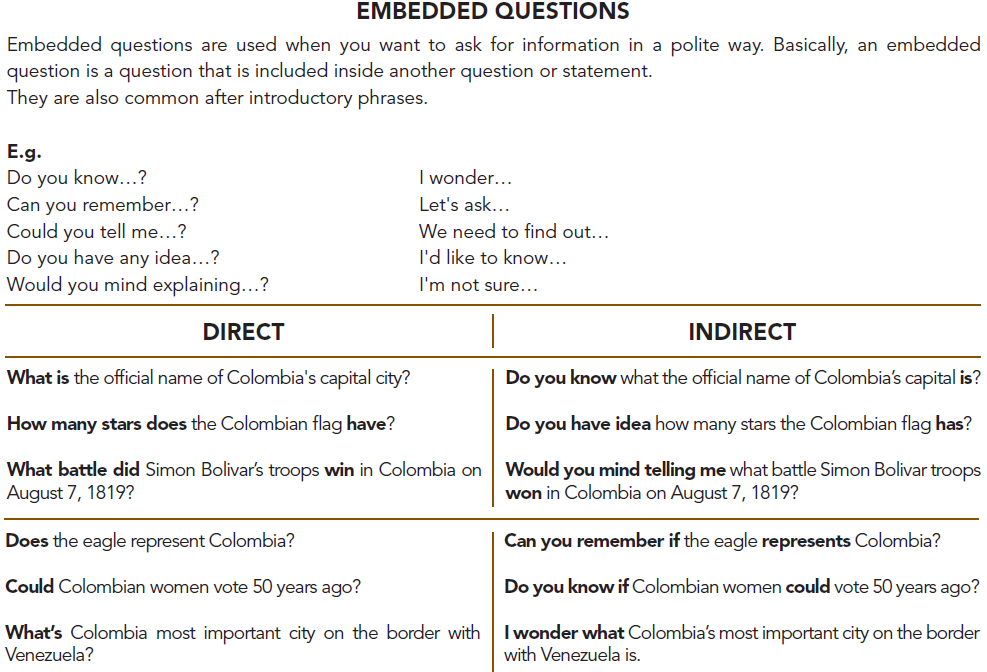 EMBEDDED QUESTIONS
Embedded questions are used when you want to ask for information in a polite way. Basically, an embedded
question is a question that is included inside another question or statement.
They are also common after introductory phrases.
E.g.
Do you know…?
Can you remember…?
Could you tell me…?
Do you have any idea…?
Would you mind explaining…?
I wonder…
Let's ask…
We need to find out…
I'd like to know…
I'm not sure…
DIRECT
INDIRECT
What is the official name of Colombia's capital city?
Do you know what the official name of Colombia’s capital is?
How many stars does the Colombian flag have?
Do you have idea how many stars the Colombian flag has?
What battle did Simon Bolivar’s troops win in Colombia on
August 7, 1819?
Would you mind telling me what battle Simon Bolivar troops
won in Colombia on August 7, 1819?
Does the eagle represent Colombia?
Can you remember if the eagle represents Colombia?
Could Colombian women vote 50 years ago?
Do you know if Colombian women could vote 50 years ago?
What’s Colombia most important city on the border with
Venezuela?
I wonder what Colombia’s most important city on the border
with Venezuela is.